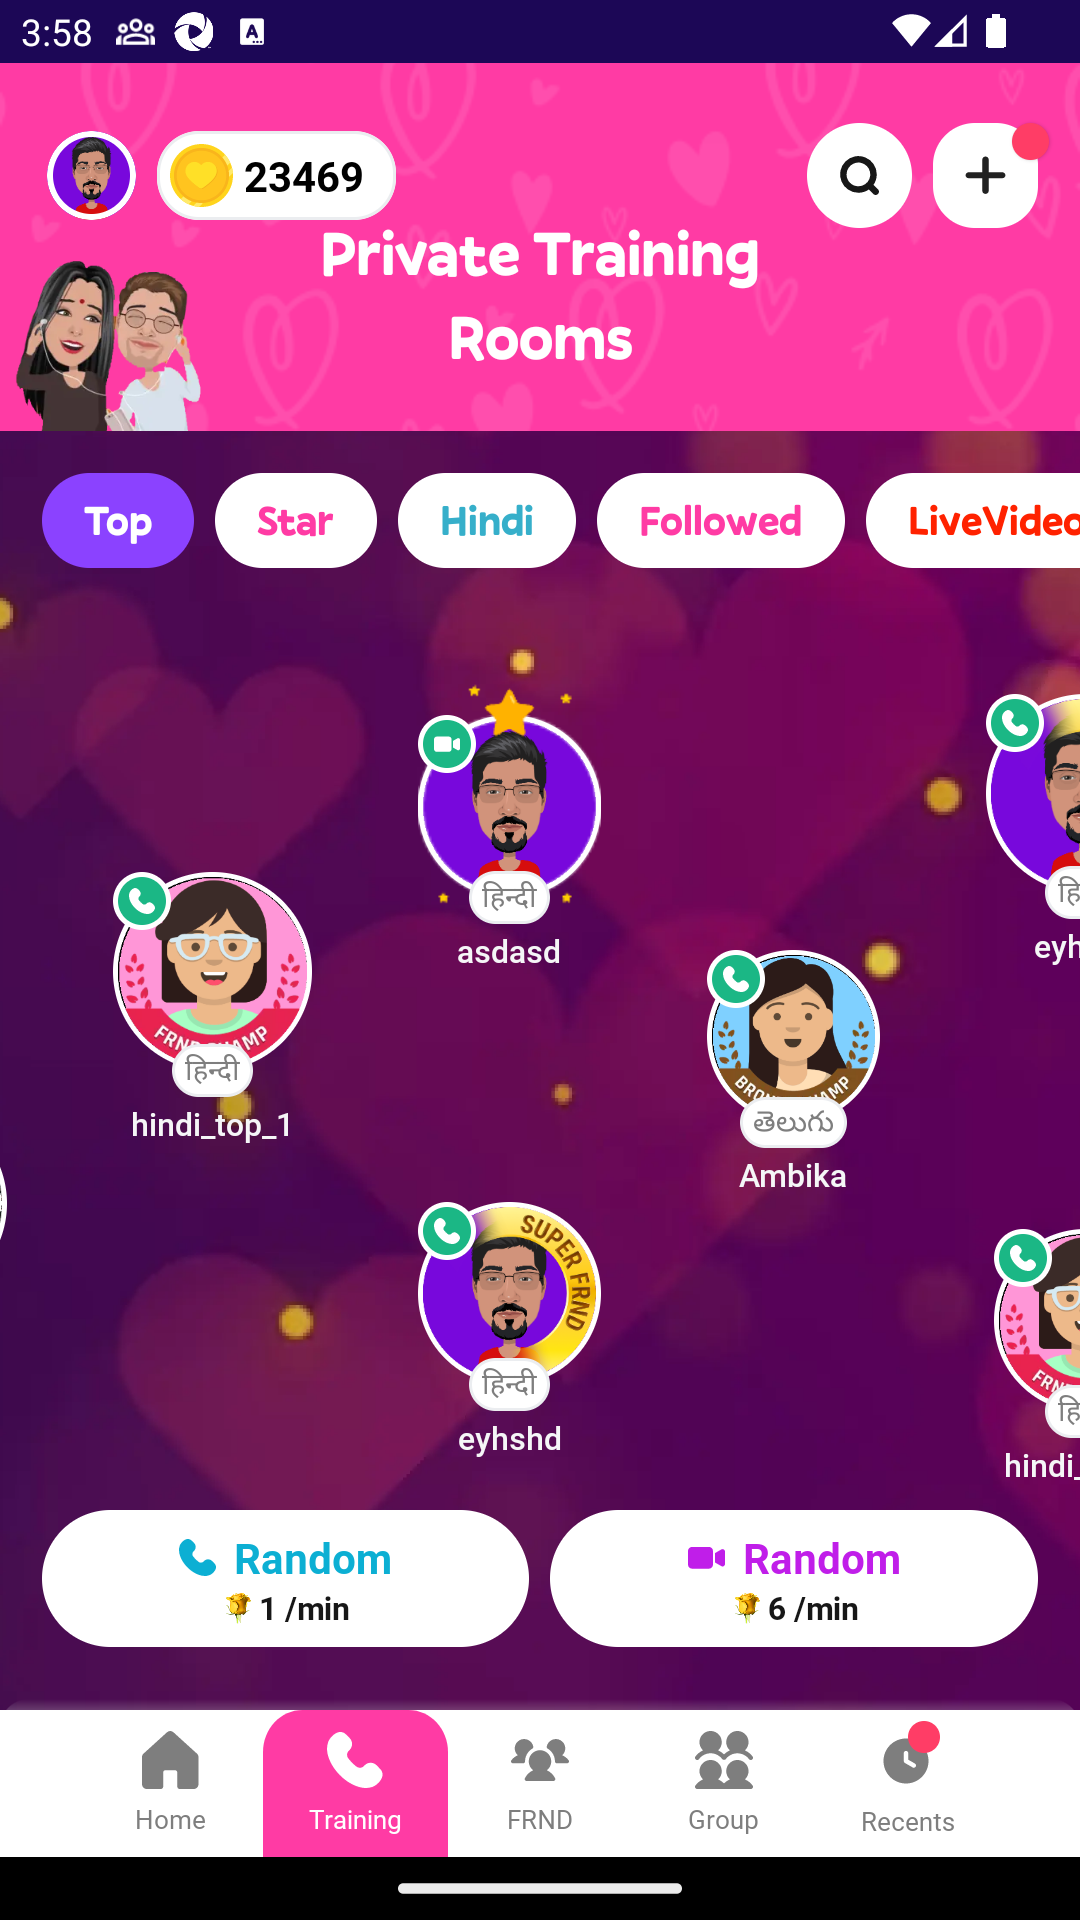 3:58
23469
Private Training
Rooms
Top
Star
Hindi
Followed
LiveVideo
हिन्दी
asdasd
हि
eyh
FRND CHAMP
हिन्दी
hindi_top_1
BRONZE CHAMP
తెలుగు
Ambika
SUPER FRND
हिन्दी
eyhshd
FRN
हि
hindi_
Random
1 /min
Random
6 /min
Home
Training
FRND
Group
Recents